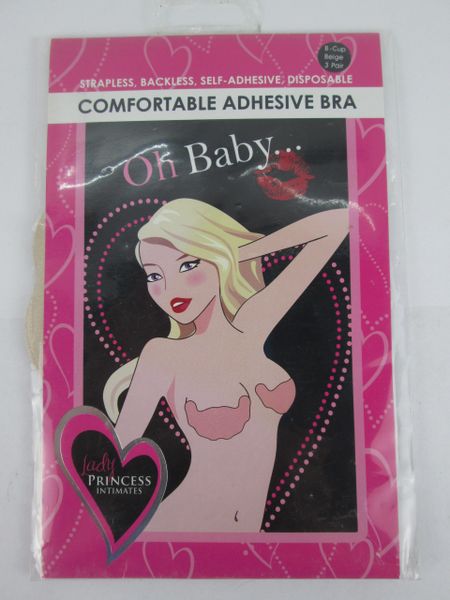 B-Cup
Beige
3 Pair
STRAPLESS, BACKLESS, SELF-ADHESIVE, DISPOSABLE
COMFORTABLE ADHESIVE BRA
Oh Baby...
Lady
PRINCESS
INTIMATES